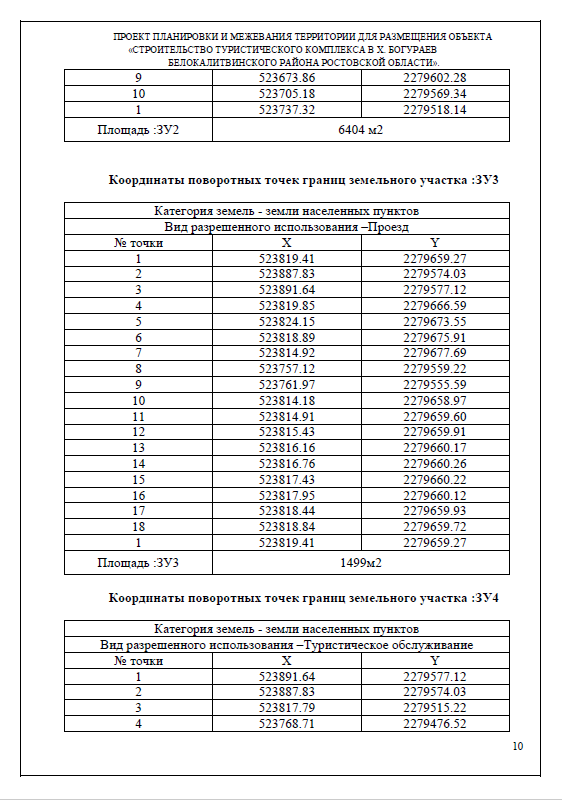 ПРОЕКТ ПЛАНИРОВКИ И МЕЖЕВАНИЯ ТЕРРИТОРИИ ДЛЯ РАЗМЕЩЕНИЯ ОБЪЕКТА
«СТРОИТЕЛЬСТВО ТУРИСТИЧЕСКОГО КОМПЛЕКСА В Х. БОГУРАЕВ
БЕЛОКАЛИТВИНСКОГО РАЙОНА РОСТОВСКОЙ ОБЛАСТИ».
9 523673.86 2279602.28
10 523705.18 2279569.34
1 523737.32 2279518.14
Площадь :ЗУ2 6404 м2
Координаты поворотных точек границ земельного участка :ЗУ3
Категория земель - земли населенных пунктов
Вид разрешенного использования –Проезд
№ точки X Y
1 523819.41 2279659.27
2 523887.83 2279574.03
3 523891.64 2279577.12
4 523819.85 2279666.59
5 523824.15 2279673.55
6 523818.89 2279675.91
7 523814.92 2279677.69
8 523757.12 2279559.22
9 523761.97 2279555.59
10 523814.18 2279658.97
11 523814.91 2279659.60
12 523815.43 2279659.91
13 523816.16 2279660.17
14 523816.76 2279660.26
15 523817.43 2279660.22
16 523817.95 2279660.12
17 523818.44 2279659.93
18 523818.84 2279659.72
1 523819.41 2279659.27
Площадь :ЗУ3 1499м2
Координаты поворотных точек границ земельного участка :ЗУ4
Категория земель - земли населенных пунктов
Вид разрешенного использования –Туристическое обслуживание
№ точки X Y
1 523891.64 2279577.12
2 523887.83 2279574.03
3 523817.79 2279515.22
4 523768.71 2279476.52
10